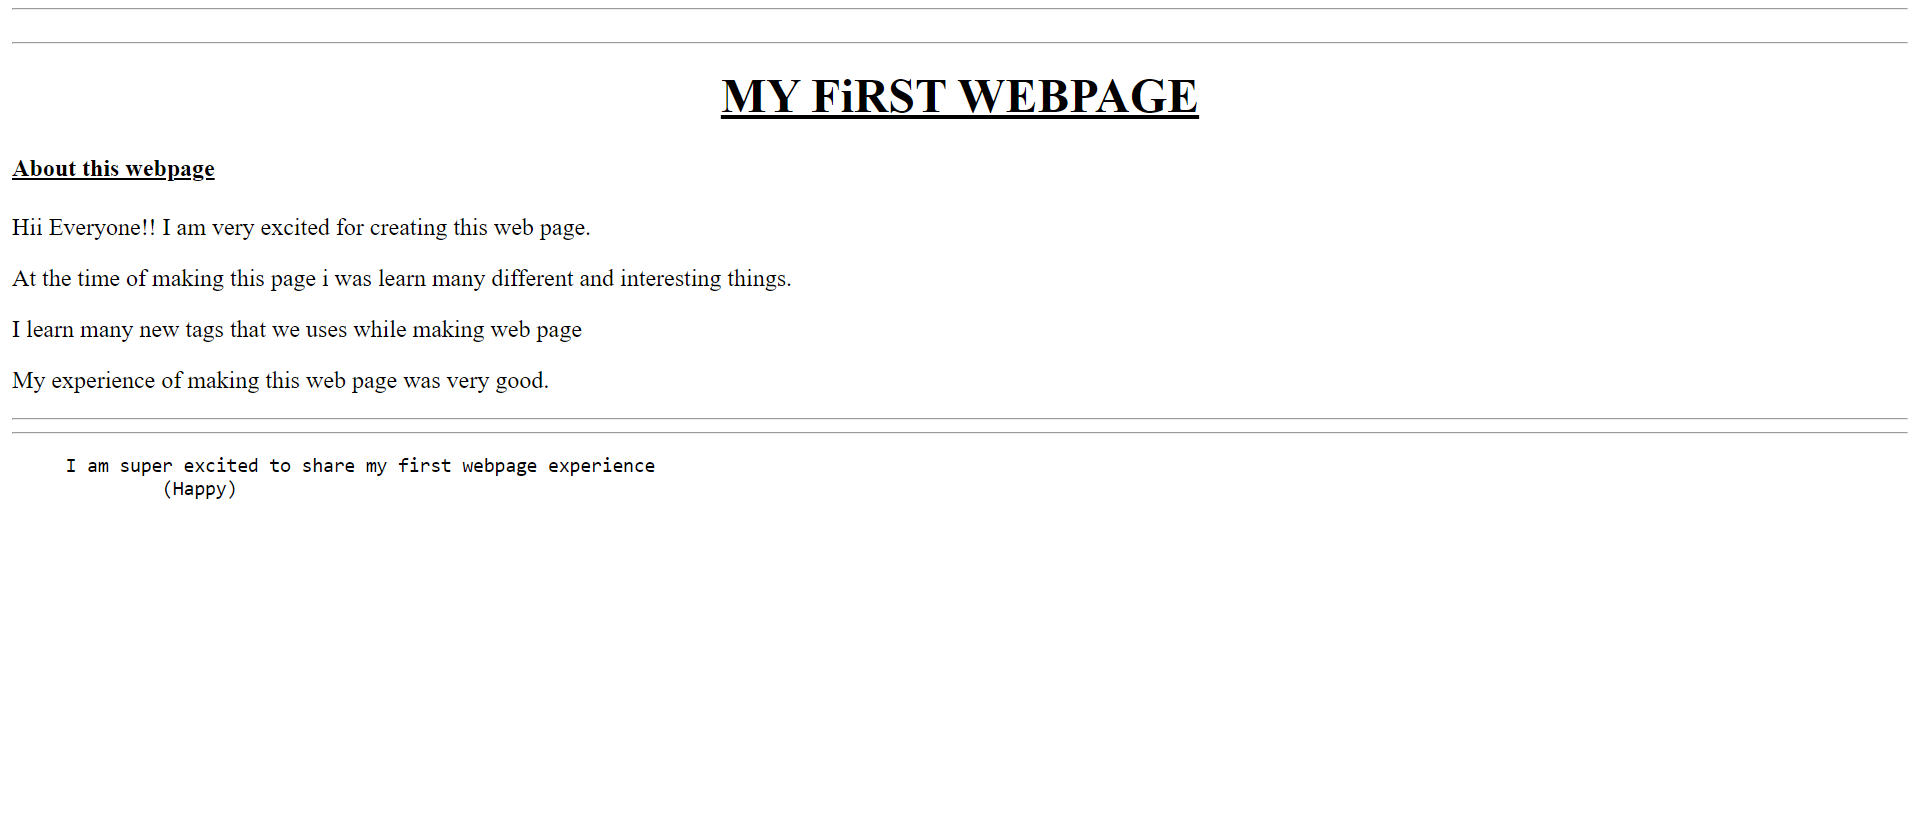 MY FiRST WEBPAGE
About this webpage
Hii Everyone!! I am very excited for creating this web page.
At the time of making this page i was learn many different and interesting things.
I learn many new tags that we uses while making web page
My experience of making this web page was very good.
I am super excited to share my first webpage experience
(Happy)